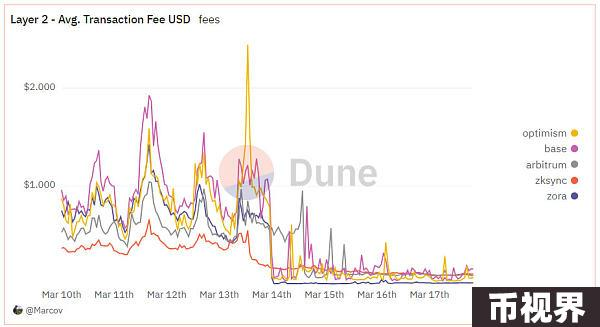 Layer 2 - Avg. Transaction Fee USD fees
$2.000
$1.000
Dune
optimism
base
arbitrum
zksync
zora
Mar 10th Mar 11th Mar 12th Mar 13th Mar 14th Mar 15th Mar 16th Mar 17th
@Marcov
币视界